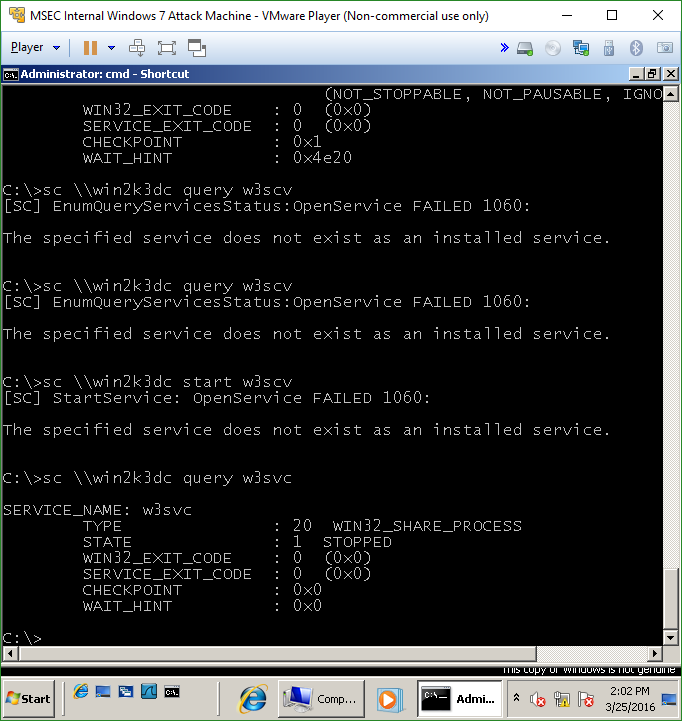 MSEC Internal Windows 7 Attack Machine - VMware Player (Non-commercial use only)
Player
Administrator: cmd - Shortcut
(NOT_STOPPABLE, NOT_PAUSABLE, IGNO
WIN32_EXIT_CODE : 0 (0x0)
SERVICE_EXIT_CODE : 0 (0x0)
CHECKPOINT : 0x1
WAIT_HINT : 0x4e20
C:\>sc \\win2k3dc query w3scv
[SC] EnumQueryServicesStatus:OpenService FAILED 1060:
The specified service does not exist as an installed service.
C:\>sc \\win2k3dc query w3scv
[SC] EnumQueryServicesStatus:OpenService FAILED 1060:
The specified service does not exist as an installed service.
C:\>sc \\win2k3dc start w3scv
[SC] StartService: OpenService FAILED 1060:
The specified service does not exist as an installed service.
C:\>sc \\win2k3dc query w3svc
SERVICE_NAME: w3svc
TYPE : 20 WIN32_SHARE_PROCESS
STATE : 1 STOPPED
WIN32_EXIT_CODE : 0 (0x0)
SERVICE_EXIT_CODE : 0 (0x0)
CHECKPOINT : 0x0
WAIT_HINT : 0x0
C:\>
This copy of Windows is not genuine
Start
Comp...
Admi...
2:02 PM
3/25/2016